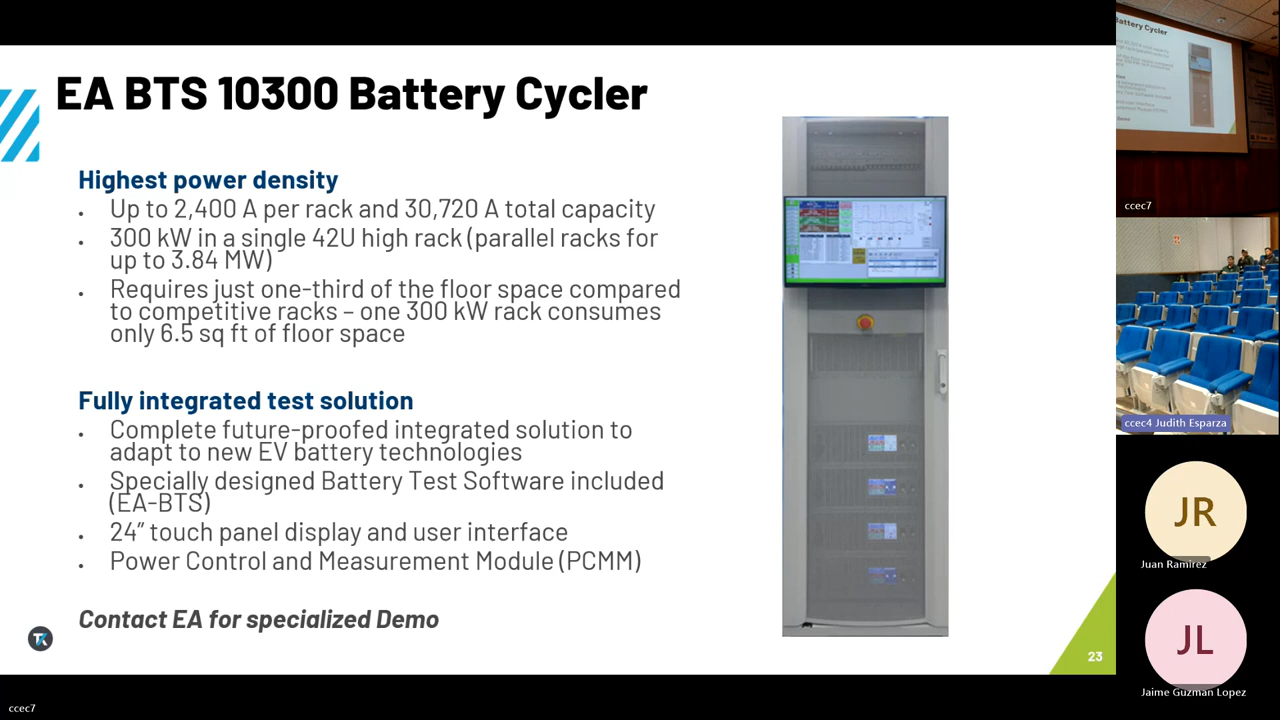 EA BTS 10300 Battery Cycler
Highest power density
• Up to 2,400 A per rack and 30,720 A total capacity
• 300 kW in a single 42U high rack (parallel racks for
up to 3.84 MW)
• Requires just one-third of the floor space compared
to competitive racks – one 300 kW rack consumes
only 6.5 sq ft of floor space
Fully integrated test solution
• Complete future-proofed integrated solution to
adapt to new EV battery technologies
• Specially designed Battery Test Software included
(EA-BTS)
• 24” touch panel display and user interface
• Power Control and Measurement Module (PCMM)
Contact EA for specialized Demo
TK
23
ccec7
Battery Cycler
ccec7
ccec4 Judith Esparza
JR
Juan Ramirez
JL
Jaime Guzman Lopez